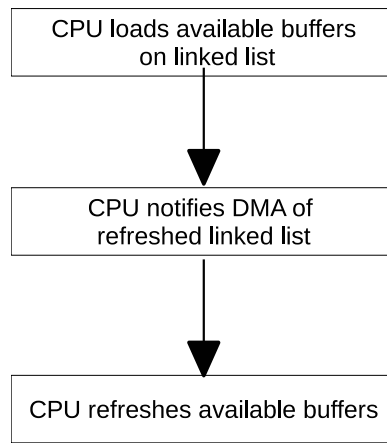 CPU loads available buffers
on linked list
CPU notifies DMA of
refreshed linked list
CPU refreshes available buffers